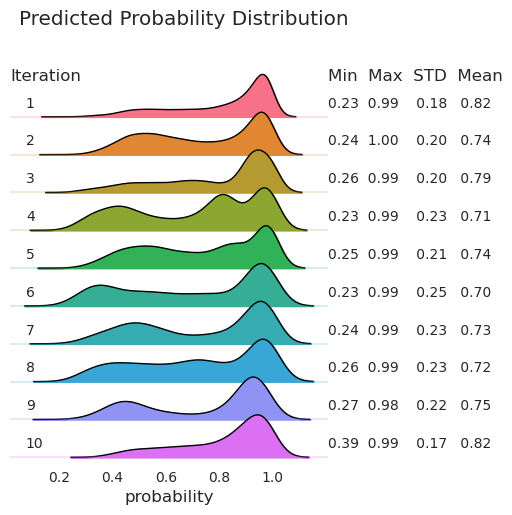 Predicted Probability Distribution
Iteration Min Max STD Mean
1 0.23 0.99 0.18 0.82
2 0.24 1.00 0.20 0.74
3 0.26 0.99 0.20 0.79
4 0.23 0.99 0.23 0.71
5 0.25 0.99 0.21 0.74
6 0.23 0.99 0.25 0.70
7 0.24 0.99 0.23 0.73
8 0.26 0.99 0.23 0.72
9 0.27 0.98 0.22 0.75
10 0.39 0.99 0.17 0.82
0.2 0.4 0.6 0.8 1.0
probability